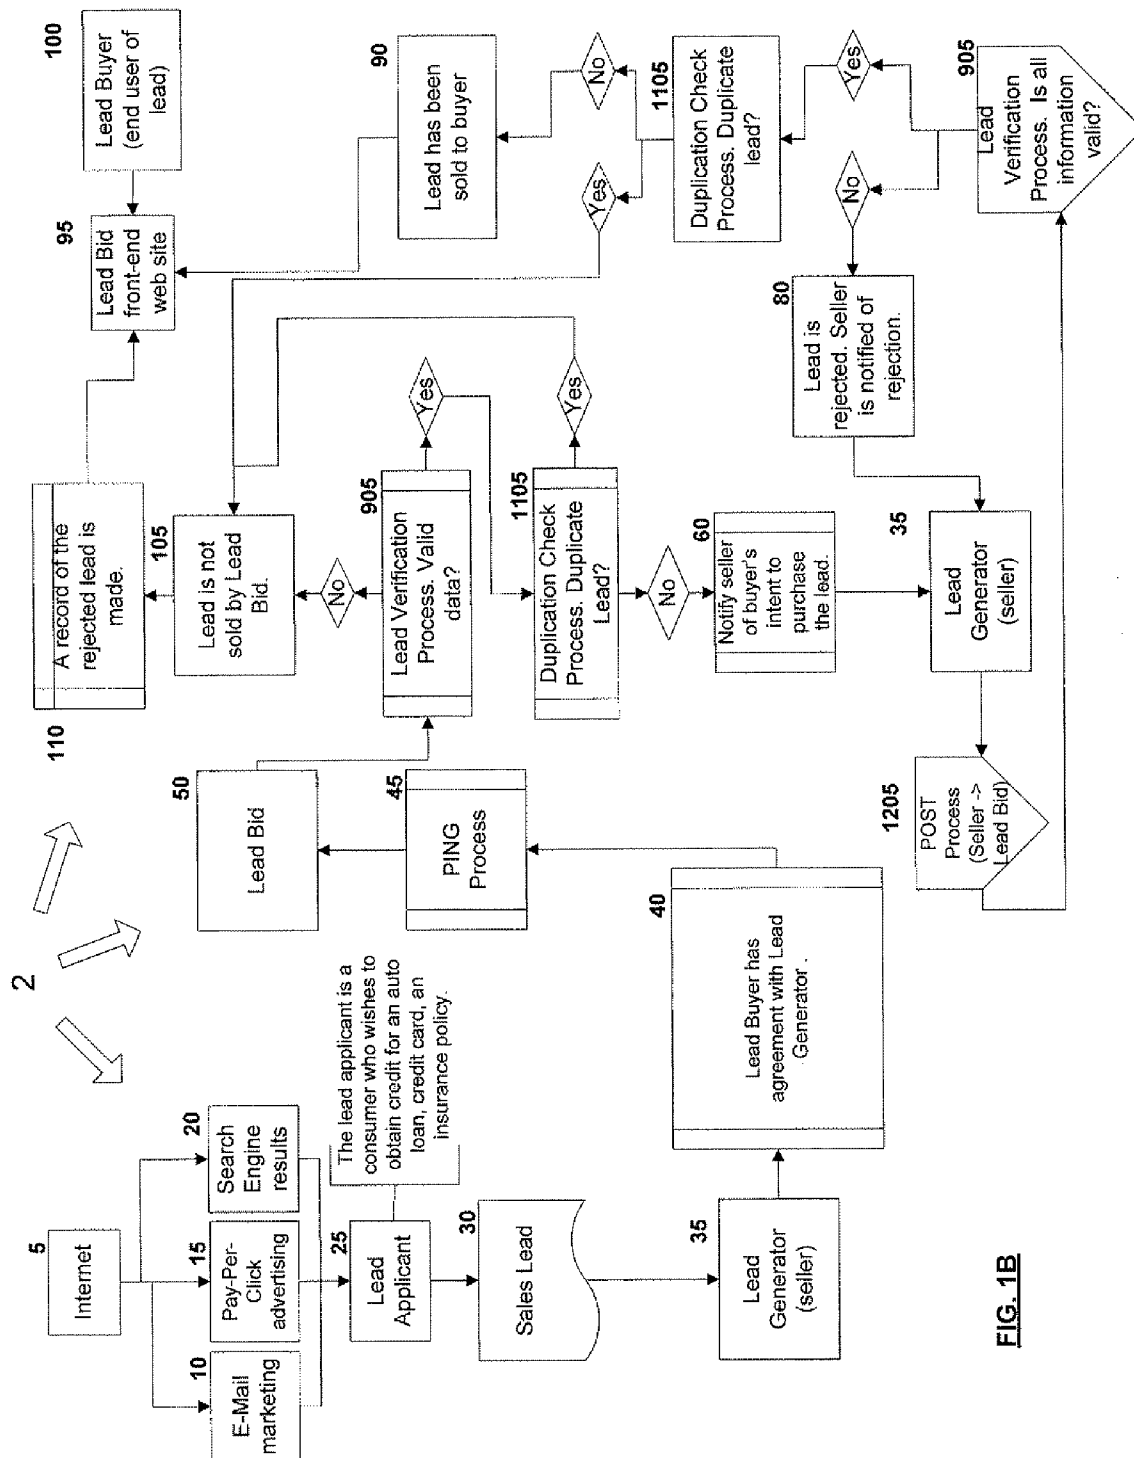 2
5
Internet
10
E-Mail
marketing
15
Pay-Per-
Click
advertising
20
Search
Engine
results
25
Lead
Applicant
The lead applicant is a
consumer who wishes to
obtain credit for an auto
loan, credit card, an
insurance policy.
30
Sales Lead
35
Lead
Generator
(seller)
40
Lead Buyer has
agreement with Lead
Generator .
45
PING
Process
50
Lead Bid
110
A record of the
rejected lead is
made.
105
Lead is not
sold by Lead
Bid.
No
905
Lead Verification
Process. Valid
data?
Yes
1105
Duplication Check
Process. Duplicate
Lead?
Yes
No
60
Notify seller
of buyer's
intent to
purchase
the lead.
35
Lead
Generator
(seller)
1205
POST
Process
(Seller ->
Lead Bid)
100
Lead Buyer
(end user of
lead)
95
Lead Bid
front-end
web site
90
Lead has been
sold to buyer
Yes
No
1105
Duplication Check
Process. Duplicate
lead?
No
Yes
80
Lead is
rejected. Seller
is notified of
rejection.
905
Lead
Verification
Process. Is all
information
valid?
FIG. 1B